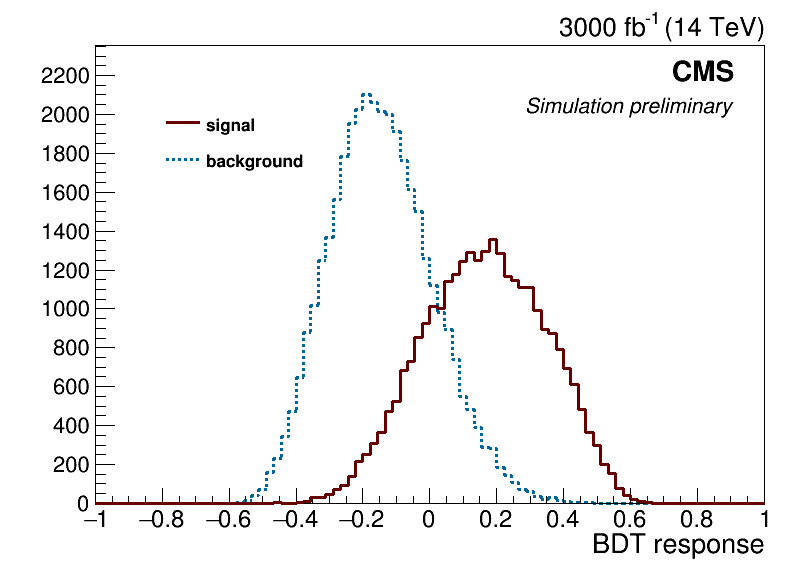 3000 fb-1 (14 TeV)
CMS
Simulation preliminary
signal
background
2200
2000
1800
1600
1400
1200
1000
800
600
400
200
0
−1 −0.8 −0.6 −0.4 −0.2 0 0.2 0.4 0.6 0.8 1
BDT response